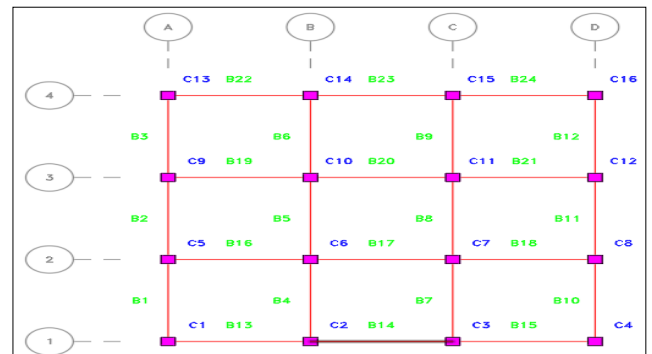 A B C D
4 C13 B22 C14 B23 C15 B24 C16
B3 B6 B9 B12
3 C9 B19 C10 B20 C11 B21 C12
B2 B5 B8 B11
2 C5 B16 C6 B17 C7 B18 C8
B1 B4 B7 B10
1 C1 B13 C2 B14 C3 B15 C4